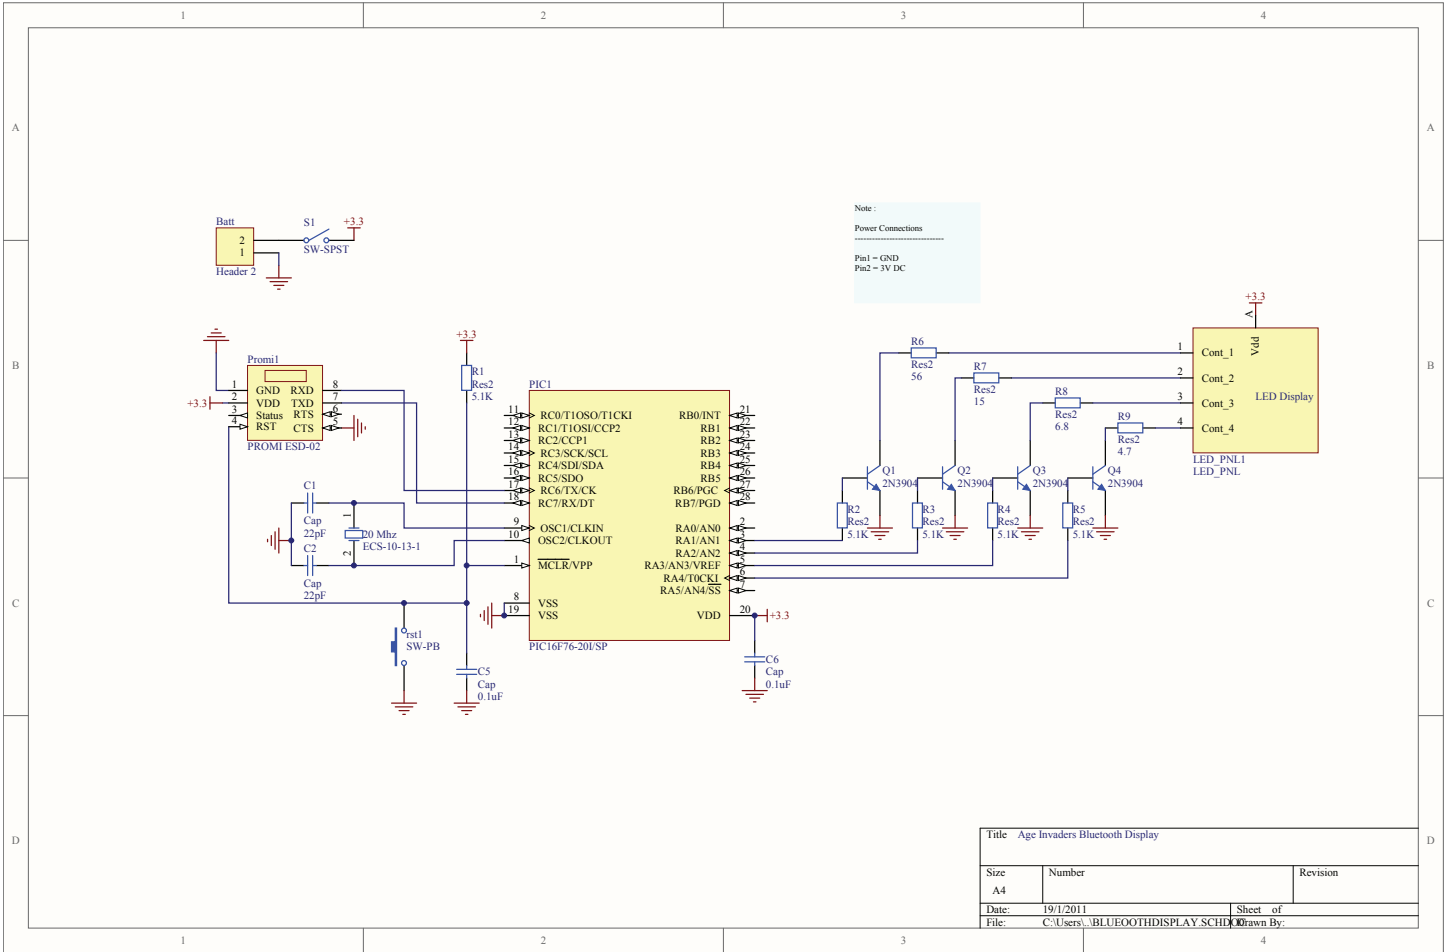 1 2 3 4
A A
Batt
2
1
Header 2
S1
SW-SPST
+3.3
Note :
Power Connections
--------------------------------
Pin1 = GND
Pin2 = 3V DC
B B
Promi1
1 GND RXD 8
2 VDD TXD 7
3 Status RTS 6
4 RST CTS 5
+3.3
PROMI ESD-02
+3.3
R1
Res2
5.1K
PIC1
11 RC0/T1OSO/T1CKI RB0/INT 21
12 RC1/T1OSI/CCP2 RB1 22
13 RC2/CCP1 RB2 23
14 RC3/SCK/SCL RB3 24
15 RC4/SDI/SDA RB4 25
16 RC5/SDO RB5 26
17 RC6/TX/CK RB6/PGC 27
18 RC7/RX/DT RB7/PGD 28
9 OSC1/CLKIN RA0/AN0 2
10 OSC2/CLKOUT RA1/AN1 3
RA2/AN2 4
1 MCLR/VPP RA3/AN3/VREF 5
RA4/T0CKI 6
RA5/AN4/SS 7
8 VSS
19 VSS VDD 20 +3.3
PIC16F76-20I/SP
C1
Cap
22pF
C2
Cap
22pF
1
2
20 Mhz
ECS-10-13-1
rst1
SW-PB
C5
Cap
0.1uF
C6
Cap
0.1uF
R6
Res2
56
R7
Res2
15
R8
Res2
6.8
R9
Res2
4.7
Q1
2N3904
Q2
2N3904
Q3
2N3904
Q4
2N3904
R2
Res2
5.1K
R3
Res2
5.1K
R4
Res2
5.1K
R5
Res2
5.1K
+3.3
A
Vdd
1 Cont_1
2 Cont_2
3 Cont_3
4 Cont_4
LED Display
LED_PNL1
LED_PNL
C C
D D
Title Age Invaders Bluetooth Display
Size Number Revision
A4
Date: 19/1/2011 Sheet of
File: C:\Users\..\BLUEOOTHDISPLAY.SCHDOC Drawn By:
1 2 3 4